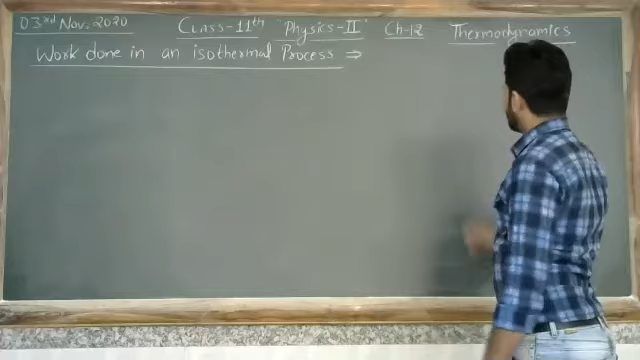 03rd Nov. 2020 Class-11th "Physics-II" Ch-12 Thermodynamics
Work done in an isothermal Process ⇒